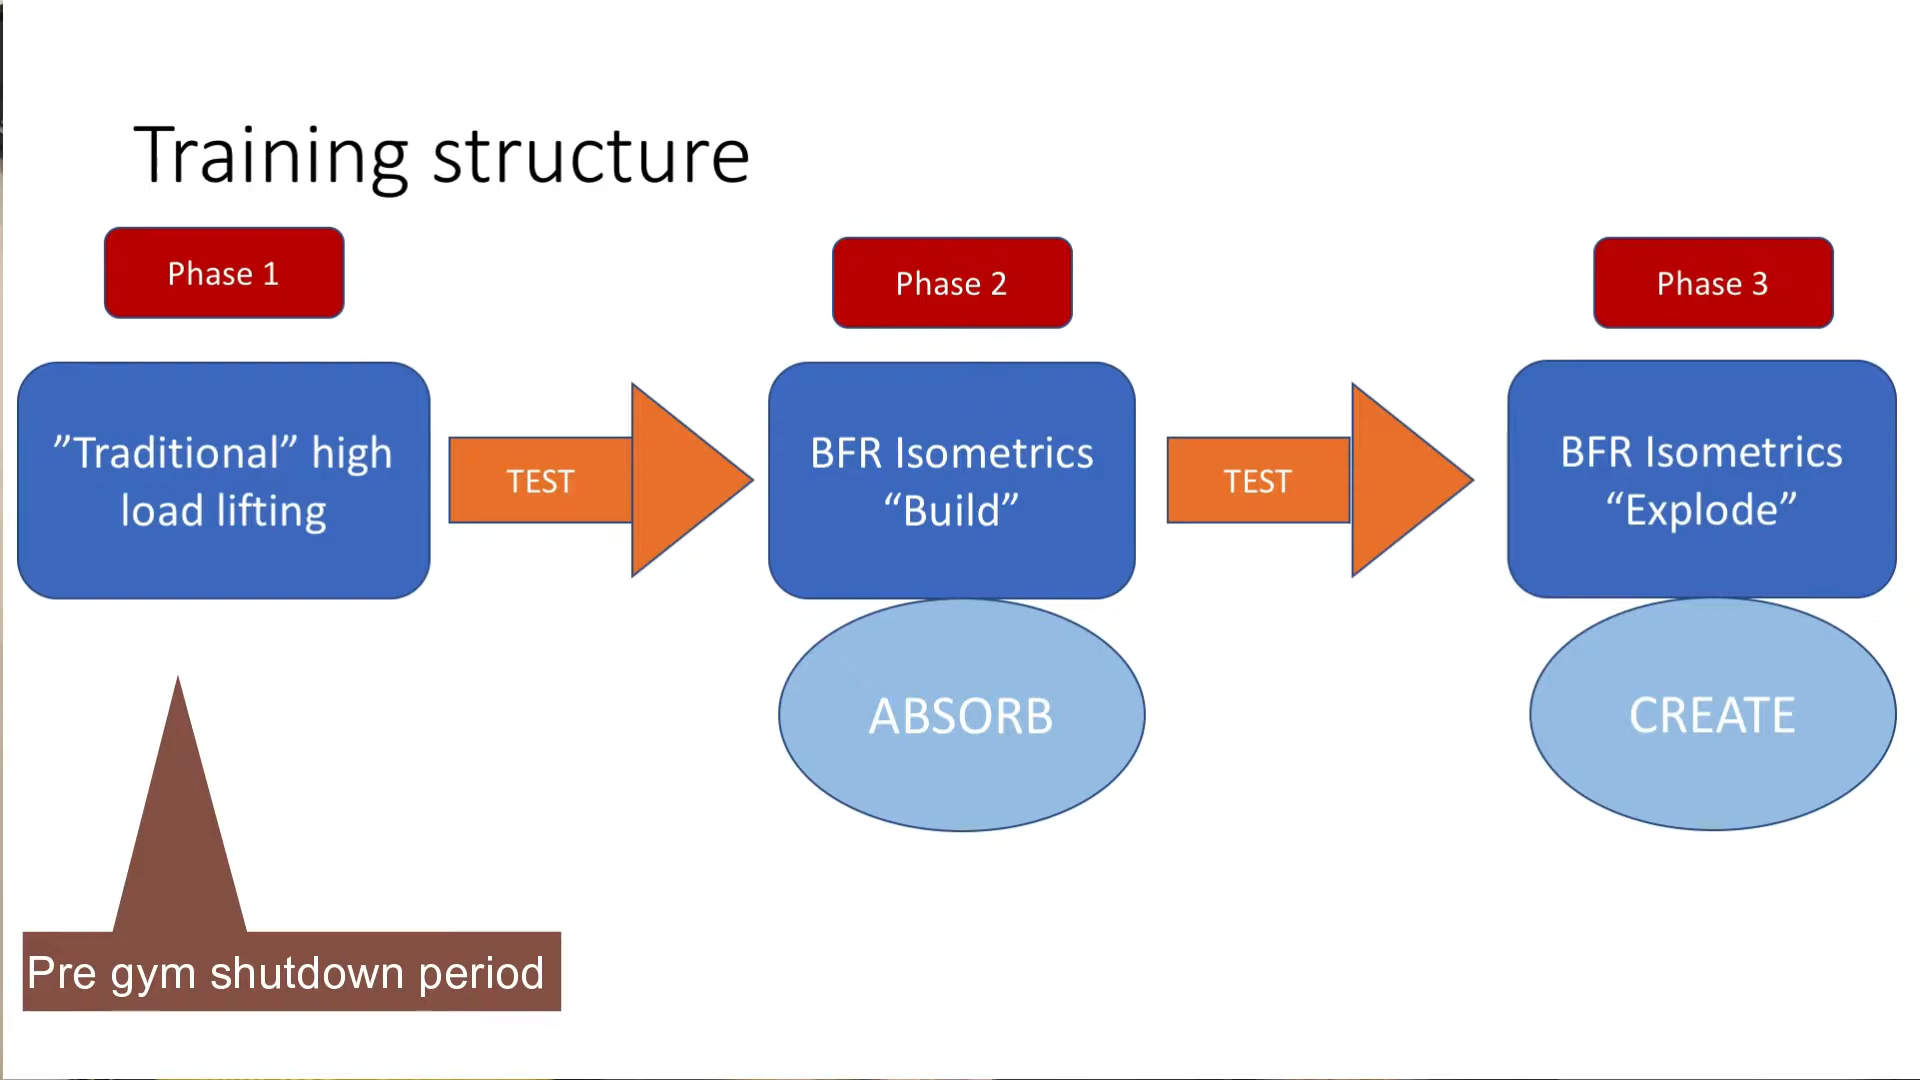 Training structure
Phase 1
Phase 2
Phase 3
”Traditional” high
load lifting
TEST
BFR Isometrics
“Build”
TEST
BFR Isometrics
“Explode”
ABSORB
CREATE
Pre gym shutdown period